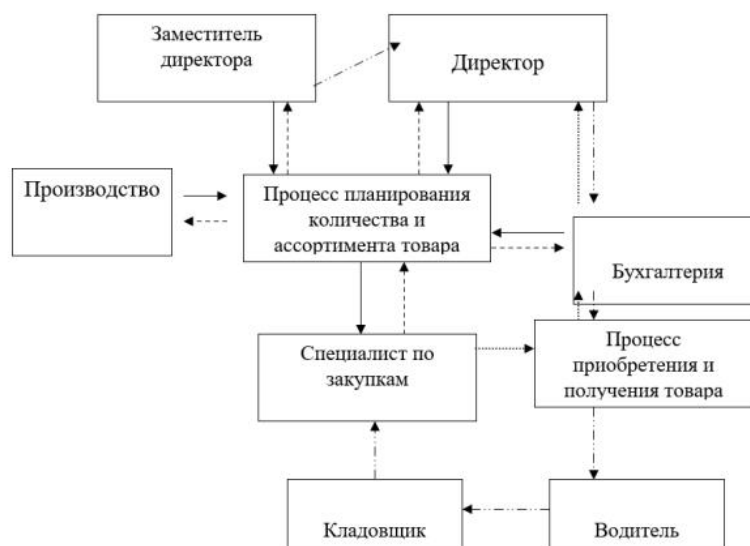 Заместитель
директора
Директор
Производство
Процесс планирования
количества и
ассортимента товара
Бухгалтерия
Специалист по
закупкам
Процесс
приобретения и
получения товара
Кладовщик
Водитель